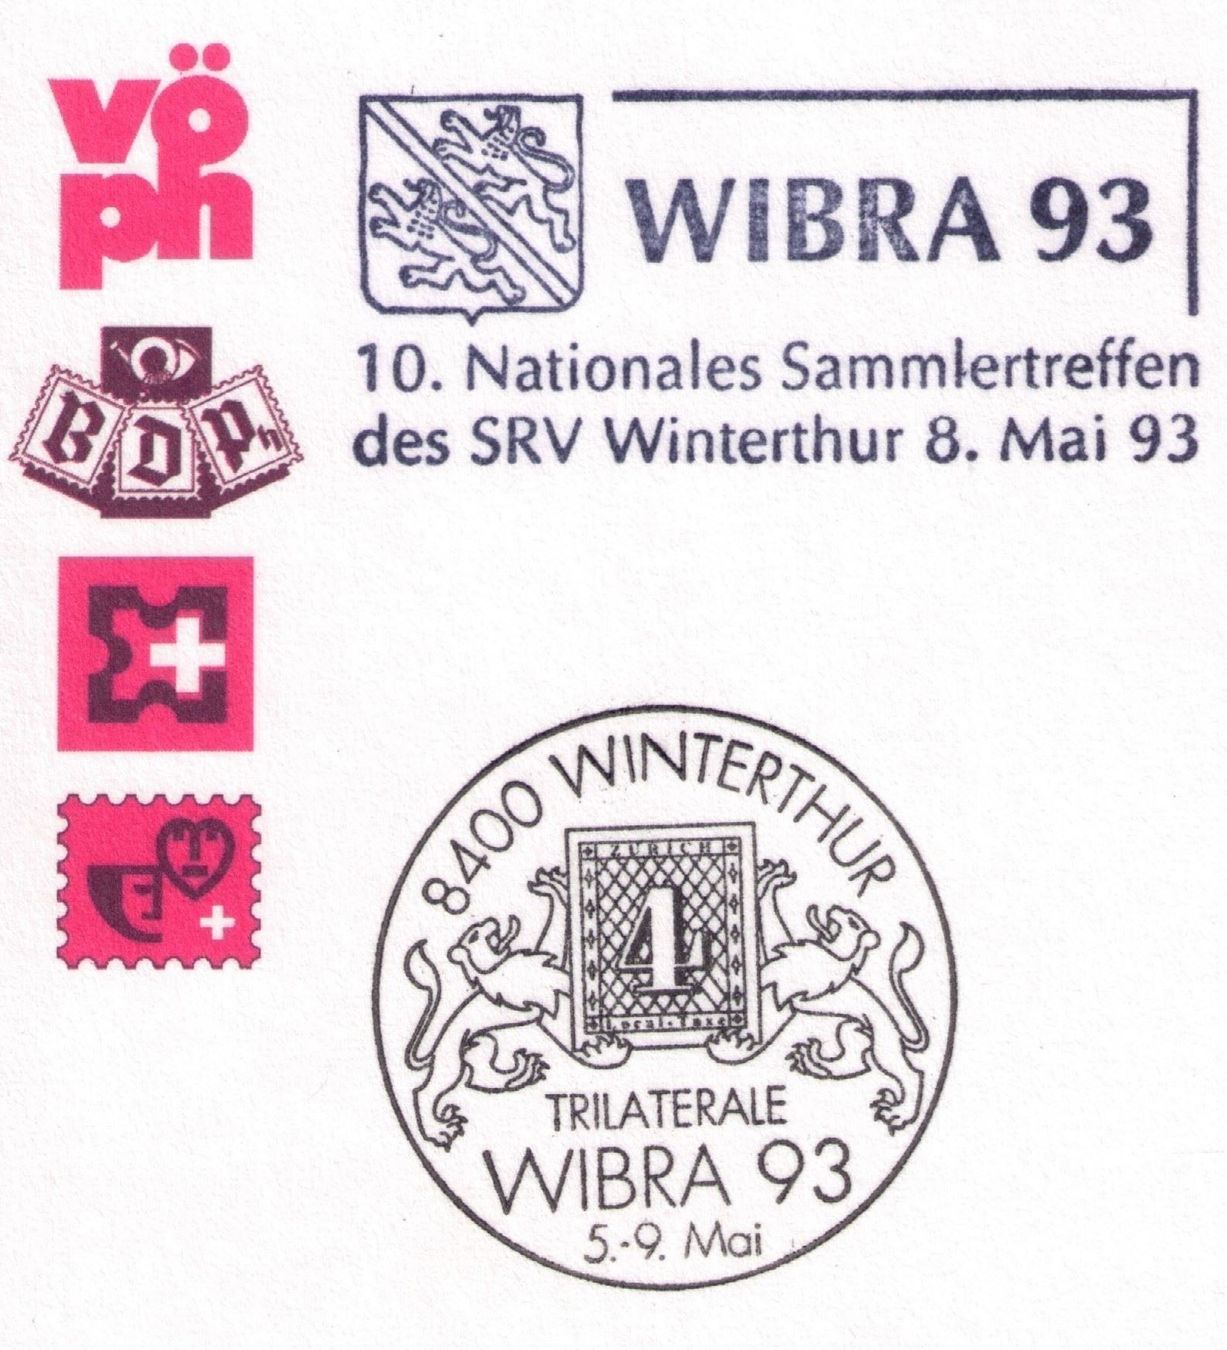 vö
ph
BDPh
WIBRA 93
10. Nationales Sammlertreffen
des SRV Winterthur 8. Mai 93
8400 WINTERTHUR
ZÜRICH
4
Local-Taxe
TRILATERALE
WIBRA 93
5.-9. Mai